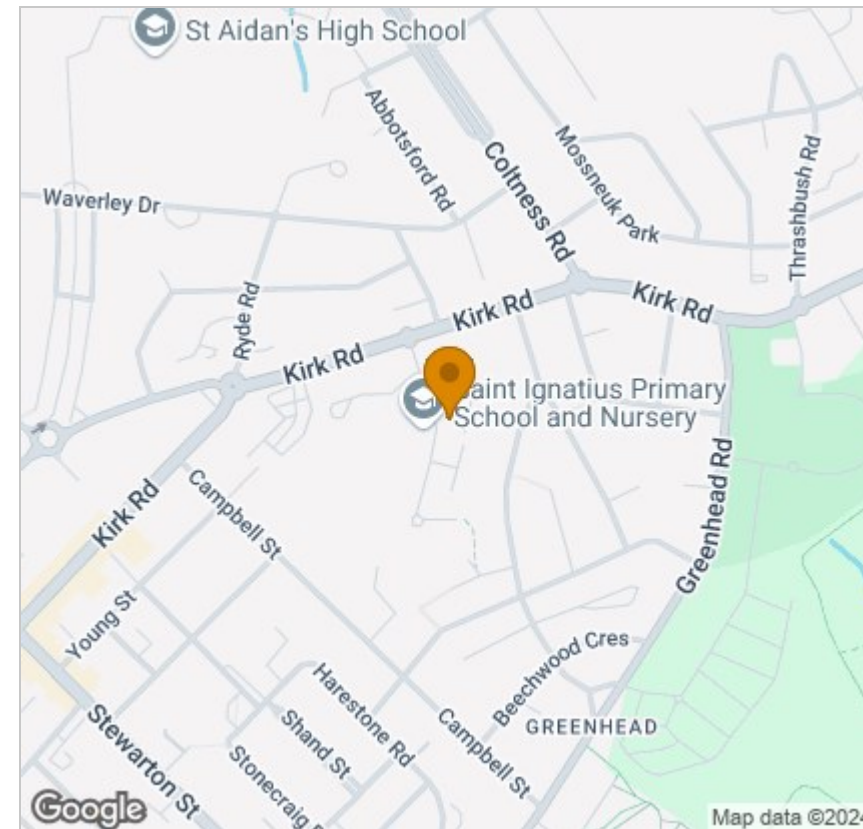 St Aidan's High School
Abbotsford Rd
Coltness Rd
Mossneuk Park
Thrashbush Rd
Waverley Dr
Ryde Rd
Kirk Rd
Kirk Rd
Kirk Rd
Saint Ignatius Primary
School and Nursery
Greenhead Rd
Campbell St
Kirk Rd
Young St
Beechwood Cres
Harestone Rd
GREENHEAD
Campbell St
Shand St
Stewarton St
Stonecraig
Google
Map data ©2024